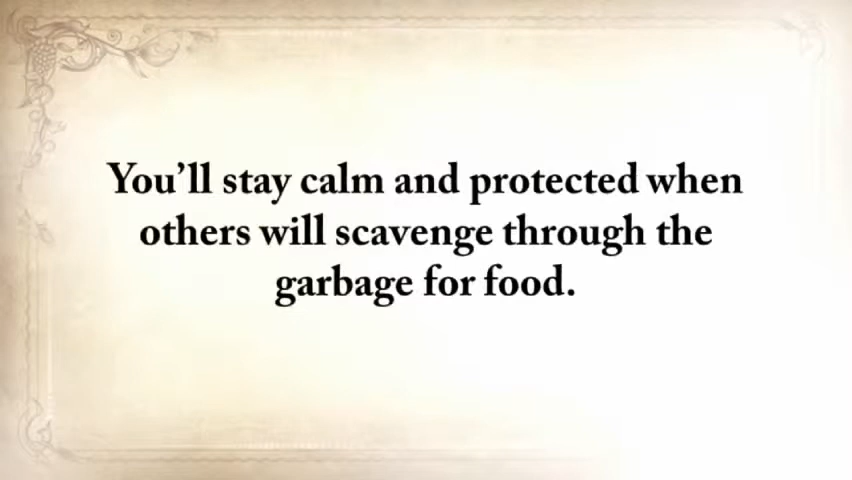 You’ll stay calm and protected when
others will scavenge through the
garbage for food.